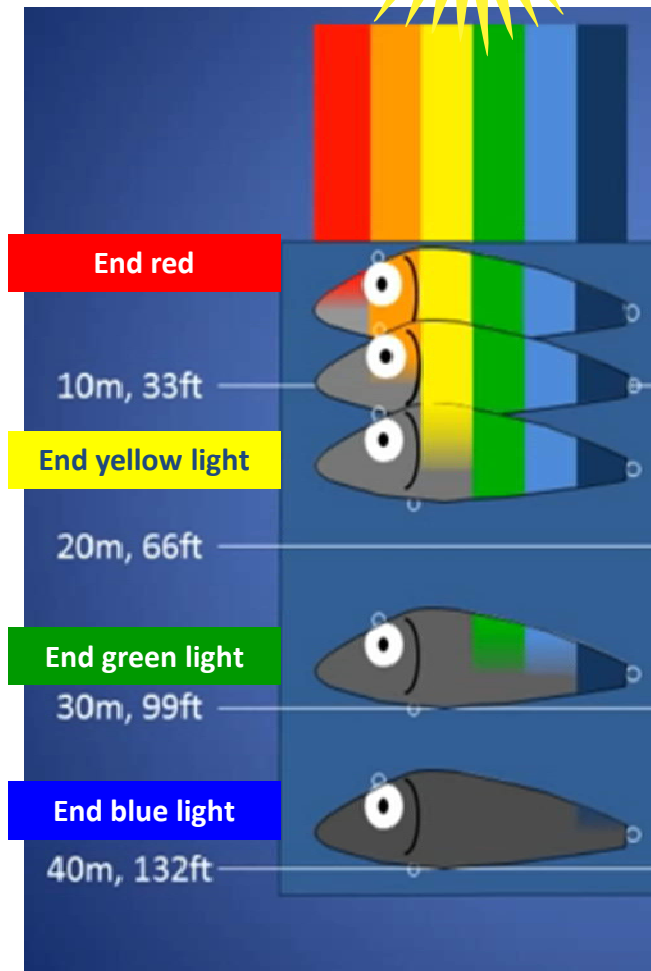 End red
10m, 33ft
End yellow light
20m, 66ft
End green light
30m, 99ft
End blue light
40m, 132ft